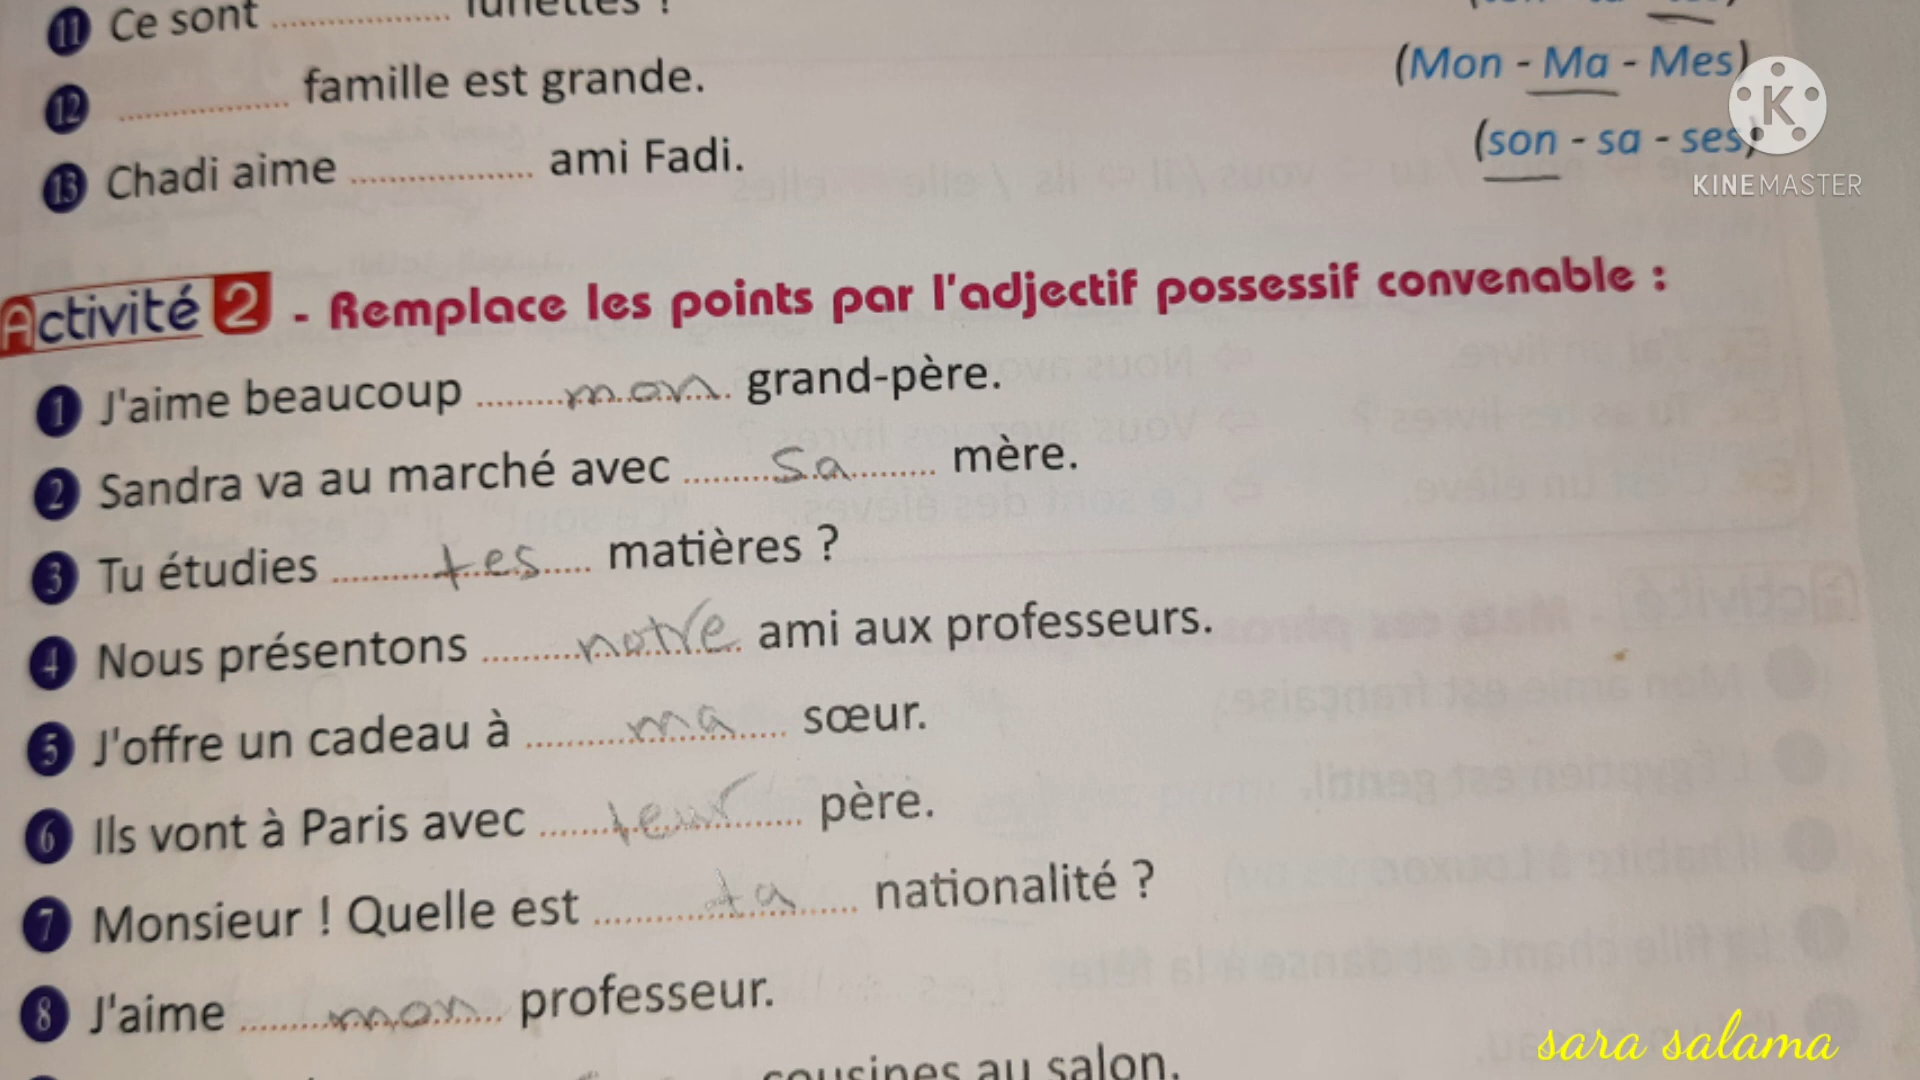 11 Ce sont .................. lunettes !
12 ................. famille est grande. (Mon - Ma - Mes)
13 Chadi aime .................. ami Fadi. (son - sa - ses)
KINEMASTER
Activité 2 - Remplace les points par l'adjectif possessif convenable :
1 J'aime beaucoup mon grand-père.
2 Sandra va au marché avec sa mère.
3 Tu étudies tes matières ?
4 Nous présentons notre ami aux professeurs.
5 J'offre un cadeau à ma sœur.
6 Ils vont à Paris avec leur père.
7 Monsieur ! Quelle est ta nationalité ?
8 J'aime mon professeur.
cousines au salon.
sara salama